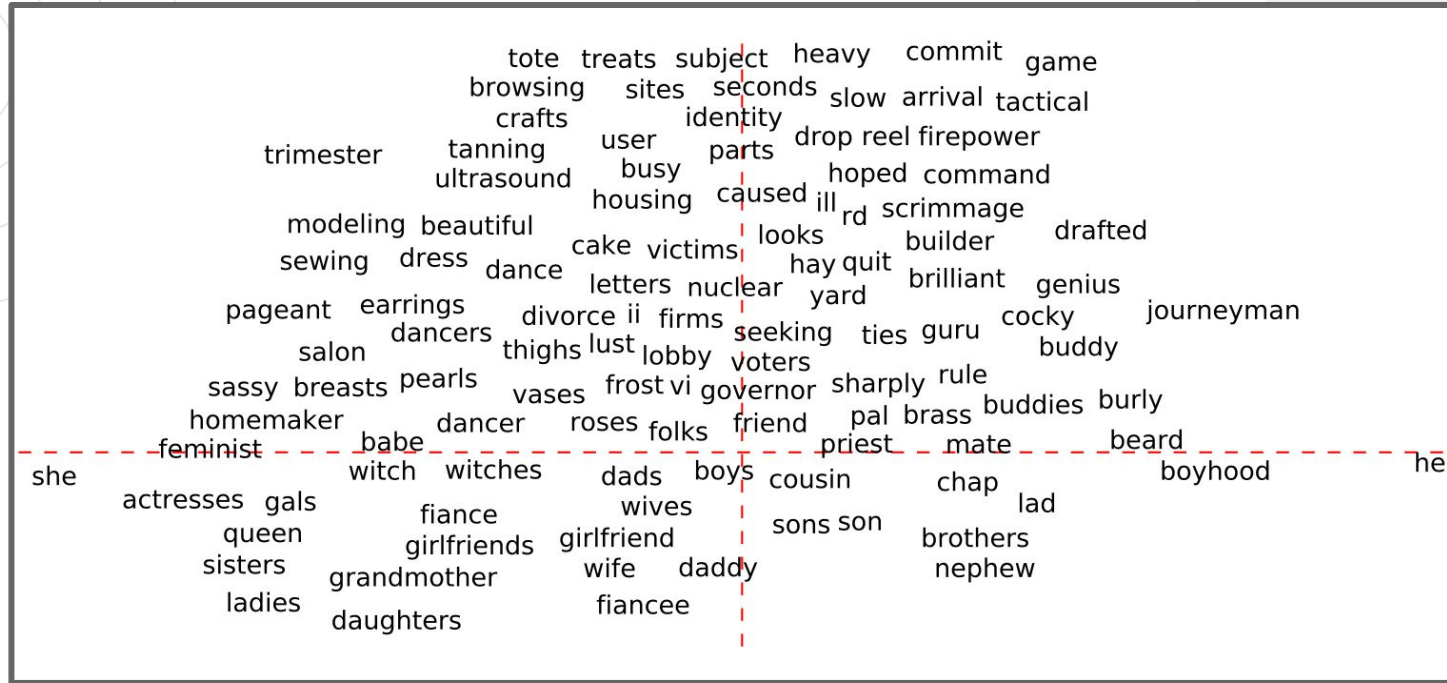 tote treats subject heavy commit game
browsing sites seconds slow arrival tactical
crafts identity
trimester tanning user parts drop reel firepower
ultrasound busy hoped command
housing caused ill rd scrimmage
modeling beautiful cake victims looks builder drafted
sewing dress dance hay quit brilliant genius
letters nuclear yard
pageant earrings divorce ii firms seeking ties guru cocky journeyman
dancers thighs lust lobby voters buddy
salon
sassy breasts pearls vases frost vi governor sharply rule
homemaker dancer roses folks friend pal brass buddies burly
feminist babe priest mate beard
she witch witches dads boys cousin chap boyhood he
actresses gals fiance wives sons son lad
queen girlfriends girlfriend brothers
sisters grandmother wife daddy nephew
ladies daughters fiancee